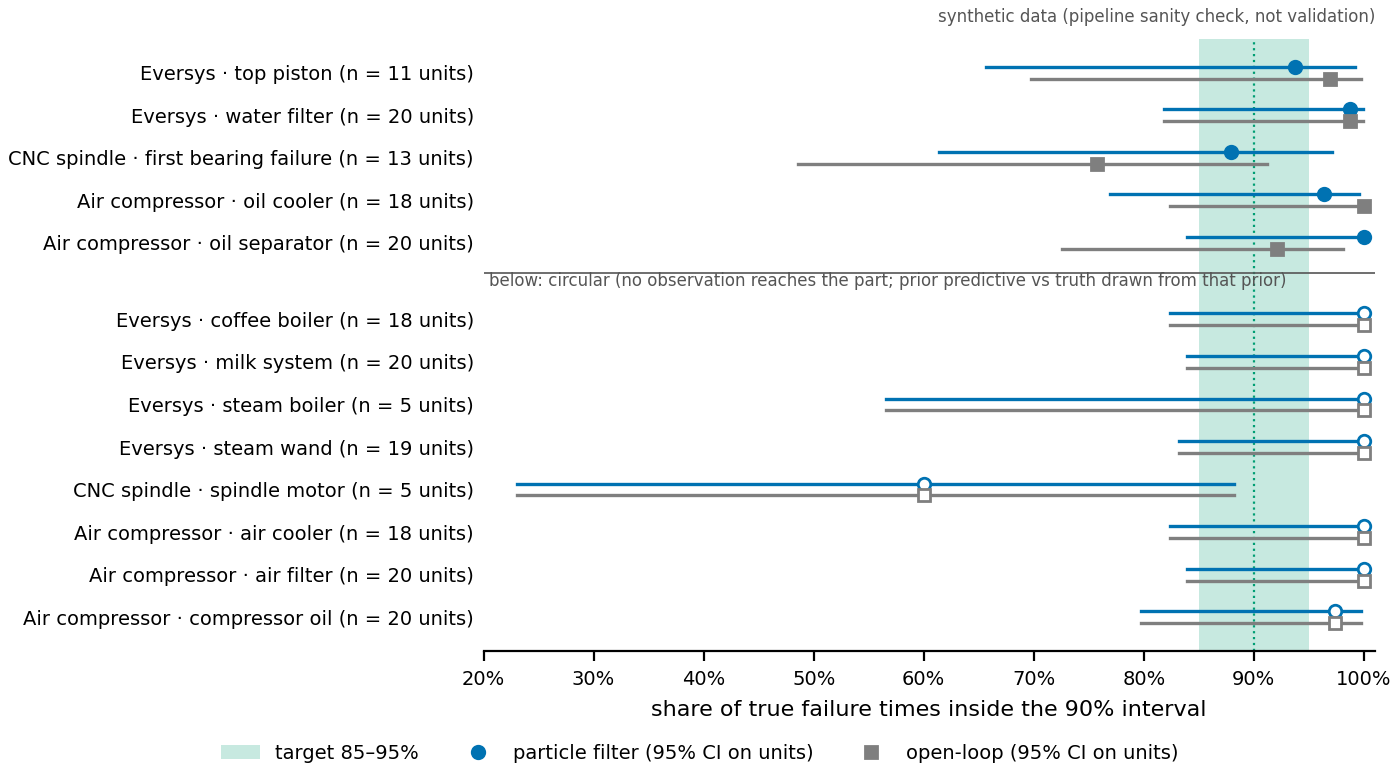 synthetic data (pipeline sanity check, not validation)
Eversys · top piston (n = 11 units)
Eversys · water filter (n = 20 units)
CNC spindle · first bearing failure (n = 13 units)
Air compressor · oil cooler (n = 18 units)
Air compressor · oil separator (n = 20 units)
below: circular (no observation reaches the part; prior predictive vs truth drawn from that prior)
Eversys · coffee boiler (n = 18 units)
Eversys · milk system (n = 20 units)
Eversys · steam boiler (n = 5 units)
Eversys · steam wand (n = 19 units)
CNC spindle · spindle motor (n = 5 units)
Air compressor · air cooler (n = 18 units)
Air compressor · air filter (n = 20 units)
Air compressor · compressor oil (n = 20 units)
20% 30% 40% 50% 60% 70% 80% 90% 100%
share of true failure times inside the 90% interval
target 85–95% particle filter (95% CI on units) open-loop (95% CI on units)